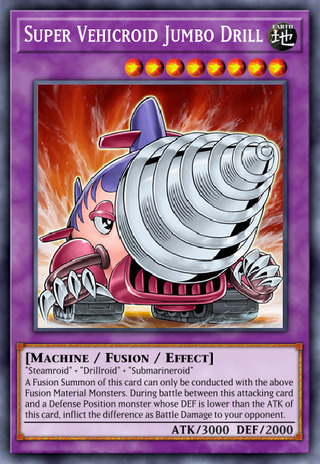 Super Vehicroid Jumbo Drill
EARTH
地
[Machine / Fusion / Effect]
"Steamroid" + "Drillroid" + "Submarineroid"
A Fusion Summon of this card can only be conducted with the above
Fusion Material Monsters. During battle between this attacking card
and a Defense Position monster whose DEF is lower than the ATK of
this card, inflict the difference as Battle Damage to your opponent.
ATK/3000 DEF/2000